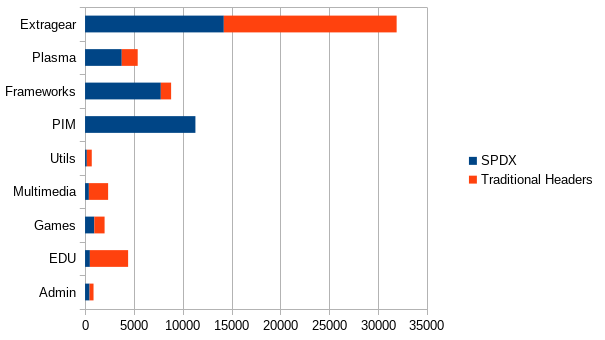 Extragear
Plasma
Frameworks
PIM
Utils
Multimedia
Games
EDU
Admin
0 5000 10000 15000 20000 25000 30000 35000
SPDX
Traditional Headers